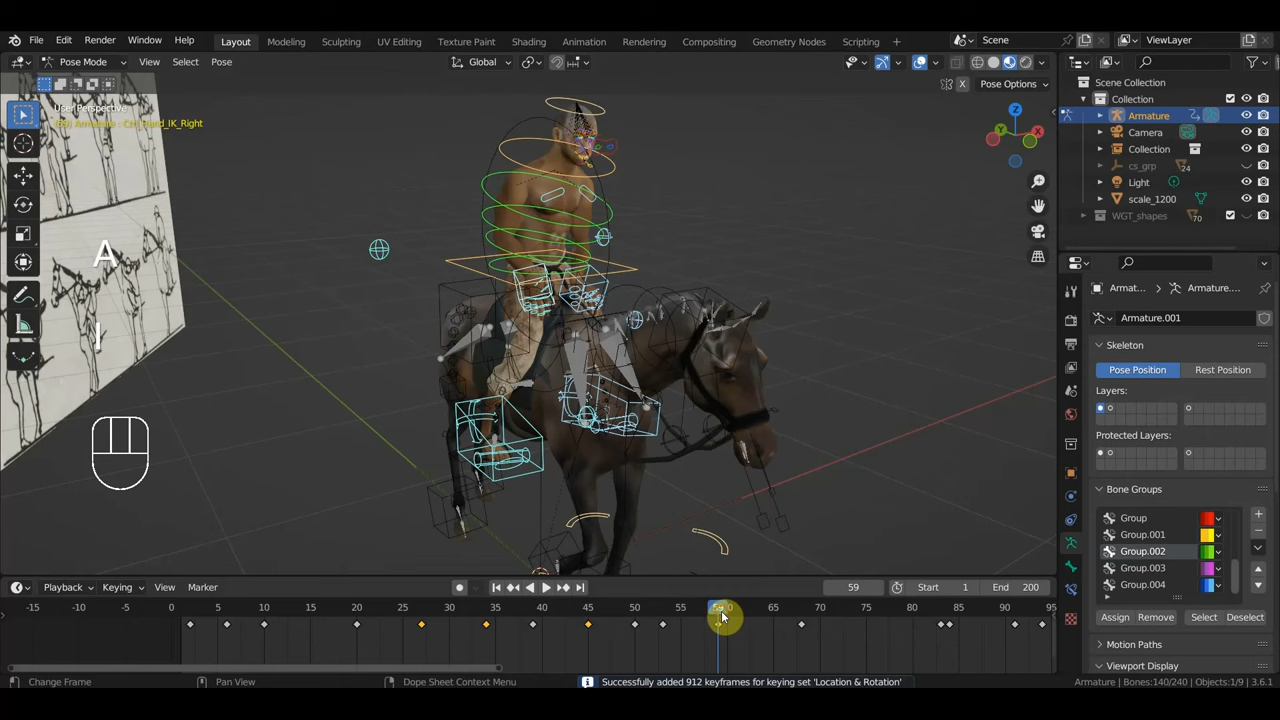 File Edit Render Window Help Layout Modeling Sculpting UV Editing Texture Paint Shading Animation Rendering Compositing Geometry Nodes Scripting + Scene ViewLayer
Pose Mode View Select Pose Global
X Pose Options
User Perspective
Scene Collection
Collection
Armature
Camera
Collection
cs_grp 24
Light
scale_1200
WGT_shapes 70
Z
Y
X
A
I
Armat... Armature....
Armature.001
Skeleton
Pose Position Rest Position
Layers:
Protected Layers:
Bone Groups
Group
Group.001
Group.002
Group.003
Group.004
Assign Remove Select Deselect
Motion Paths
Viewport Display
Playback Keying View Marker 59 Start 1 End 200
-15 -10 -5 0 5 10 15 20 25 30 35 40 45 50 55 65 70 75 80 85 90 95
Change Frame Pan View Dope Sheet Context Menu Successfully added 912 keyframes for keying set 'Location & Rotation' Armature | Bones:140/240 | Objects:1/9 | 3.6.1